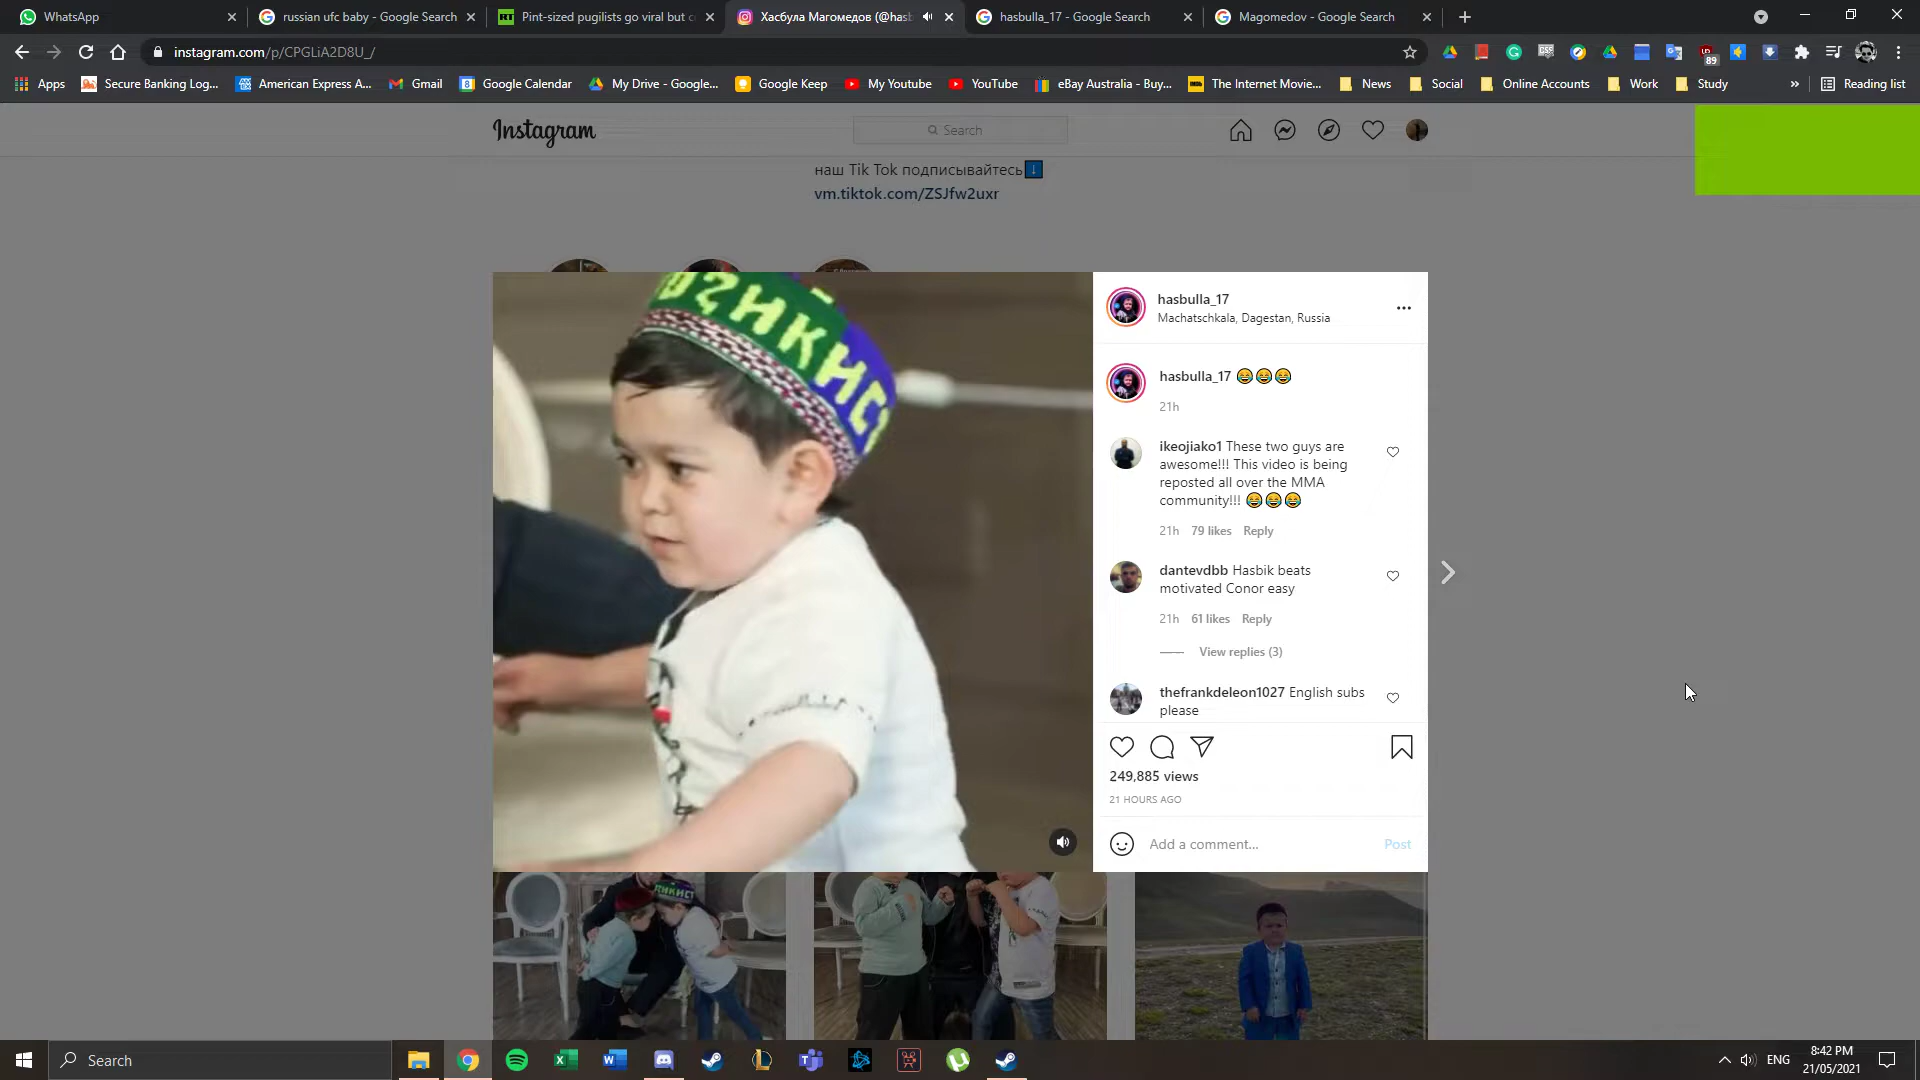 WhatsApp
russian ufc baby - Google Search
RT
Pint-sized pugilists go viral but c
Хасбула Магомедов (@hasb
hasbulla_17 - Google Search
Magomedov - Google Search
instagram.com/p/CPGLiA2D8U_/
89
Apps
Secure Banking Log...
American Express A...
Gmail
8
Google Calendar
My Drive - Google...
Google Keep
My Youtube
YouTube
eBay Australia - Buy...
The Internet Movie...
News
Social
Online Accounts
Work
Study
»
Reading list
Instagram
Search
наш Tik Tok подписывайтесь⬇️
vm.tiktok.com/ZSJfw2uxr
hasbulla_17
Machatschkala, Dagestan, Russia
hasbulla_17 😂😂😂
21h
ikeojiako1 These two guys are
awesome!!! This video is being
reposted all over the MMA
community!!! 😂😂😂
21h 79 likes Reply
dantevdbb Hasbik beats
motivated Conor easy
21h 61 likes Reply
View replies (3)
thefrankdeleon1027 English subs
please
249,885 views
21 HOURS AGO
Add a comment...
Post
Search
ENG
8:42 PM
21/05/2021